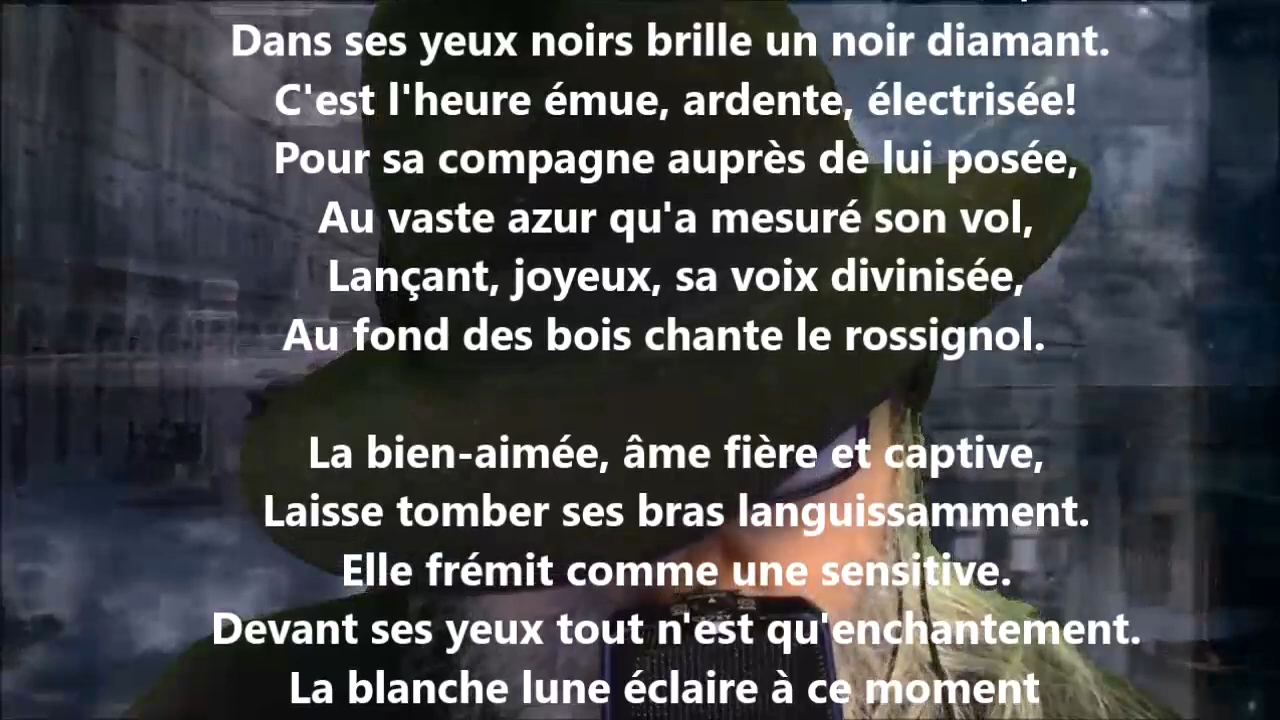 Dans ses yeux noirs brille un noir diamant.
C'est l'heure émue, ardente, électrisée!
Pour sa compagne auprès de lui posée,
Au vaste azur qu'a mesuré son vol,
Lançant, joyeux, sa voix divinisée,
Au fond des bois chante le rossignol.
La bien-aimée, âme fière et captive,
Laisse tomber ses bras languissamment.
Elle frémit comme une sensitive.
Devant ses yeux tout n'est qu'enchantement.
La blanche lune éclaire à ce moment